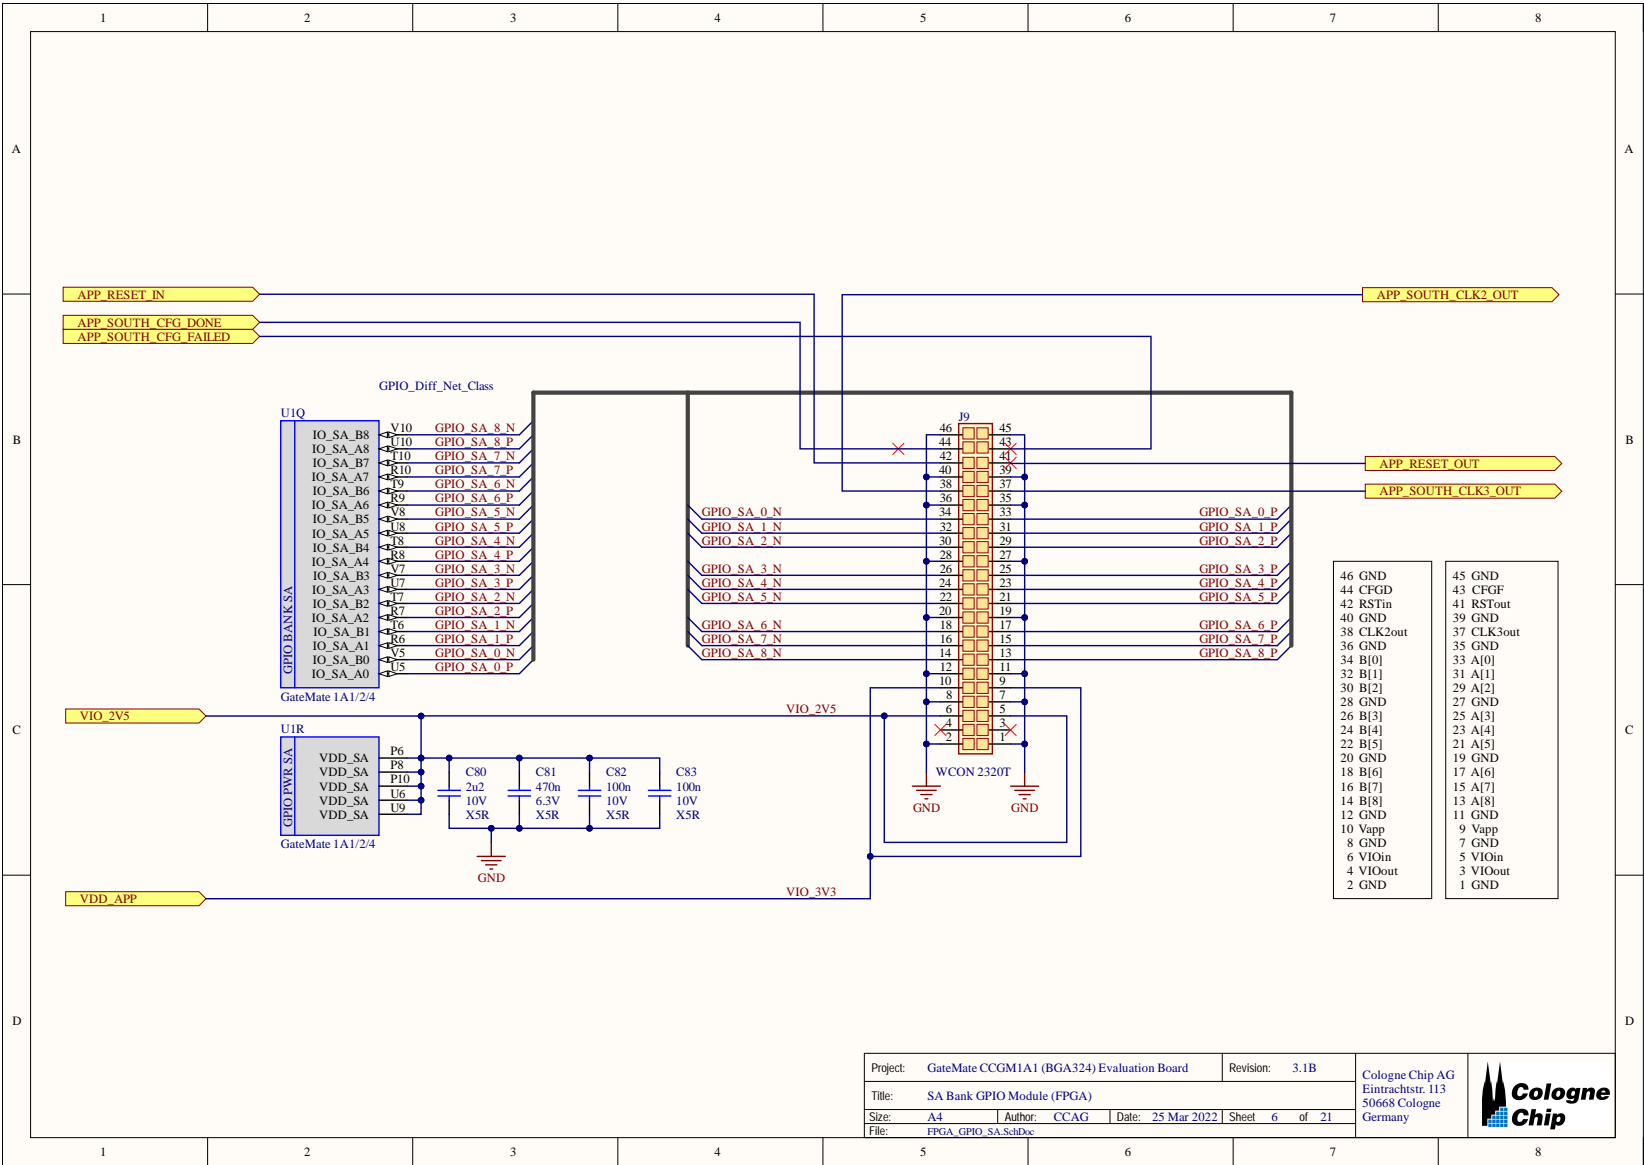 1 2 3 4 5 6 7 8
A A
APP_RESET_IN
APP_SOUTH_CLK2_OUT
APP_SOUTH_CFG_DONE
APP_SOUTH_CFG_FAILED
GPIO_Diff_Net_Class
B B
U1Q
GPIO BANK SA
IO_SA_B8 V10 GPIO_SA_8_N
IO_SA_A8 U10 GPIO_SA_8_P
IO_SA_B7 T10 GPIO_SA_7_N
IO_SA_A7 R10 GPIO_SA_7_P
IO_SA_B6 T9 GPIO_SA_6_N
IO_SA_A6 R9 GPIO_SA_6_P
IO_SA_B5 V8 GPIO_SA_5_N
IO_SA_A5 U8 GPIO_SA_5_P
IO_SA_B4 T8 GPIO_SA_4_N
IO_SA_A4 R8 GPIO_SA_4_P
IO_SA_B3 V7 GPIO_SA_3_N
IO_SA_A3 U7 GPIO_SA_3_P
IO_SA_B2 T7 GPIO_SA_2_N
IO_SA_A2 R7 GPIO_SA_2_P
IO_SA_B1 T6 GPIO_SA_1_N
IO_SA_A1 R6 GPIO_SA_1_P
IO_SA_B0 V5 GPIO_SA_0_N
IO_SA_A0 U5 GPIO_SA_0_P
GateMate 1A1/2/4
J9
46 45
44 43
42 41
APP_RESET_OUT
40 39
38 37
APP_SOUTH_CLK3_OUT
36 35
GPIO_SA_0_N 34 33 GPIO_SA_0_P
GPIO_SA_1_N 32 31 GPIO_SA_1_P
GPIO_SA_2_N 30 29 GPIO_SA_2_P
28 27
GPIO_SA_3_N 26 25 GPIO_SA_3_P
GPIO_SA_4_N 24 23 GPIO_SA_4_P
GPIO_SA_5_N 22 21 GPIO_SA_5_P
20 19
GPIO_SA_6_N 18 17 GPIO_SA_6_P
GPIO_SA_7_N 16 15 GPIO_SA_7_P
GPIO_SA_8_N 14 13 GPIO_SA_8_P
12 11
10 9
8 7
6 5
4 3
2 1
WCON 2320T
GND GND
46 GND 45 GND
44 CFGD 43 CFGF
42 RSTin 41 RSTout
40 GND 39 GND
38 CLK2out 37 CLK3out
36 GND 35 GND
34 B[0] 33 A[0]
32 B[1] 31 A[1]
30 B[2] 29 A[2]
28 GND 27 GND
26 B[3] 25 A[3]
24 B[4] 23 A[4]
22 B[5] 21 A[5]
20 GND 19 GND
18 B[6] 17 A[6]
16 B[7] 15 A[7]
14 B[8] 13 A[8]
12 GND 11 GND
10 Vapp 9 Vapp
8 GND 7 GND
6 VIOin 5 VIOin
4 VIOout 3 VIOout
2 GND 1 GND
C C
VIO_2V5 VIO_2V5
U1R
GPIO PWR SA
VDD_SA P6
VDD_SA P8
VDD_SA P10
VDD_SA U6
VDD_SA U9
GateMate 1A1/2/4
C80 C81 C82 C83
2u2 470n 100n 100n
10V 6.3V 10V 10V
X5R X5R X5R X5R
GND
VDD_APP VIO_3V3
D D
Project: GateMate CCGM1A1 (BGA324) Evaluation Board Revision: 3.1B
Title: SA Bank GPIO Module (FPGA)
Size: A4 Author: CCAG Date: 25 Mar 2022 Sheet 6 of 21
File: FPGA_GPIO_SA.SchDoc
Cologne Chip AG
Eintrachtstr. 113
50668 Cologne
Germany
Cologne
Chip
1 2 3 4 5 6 7 8